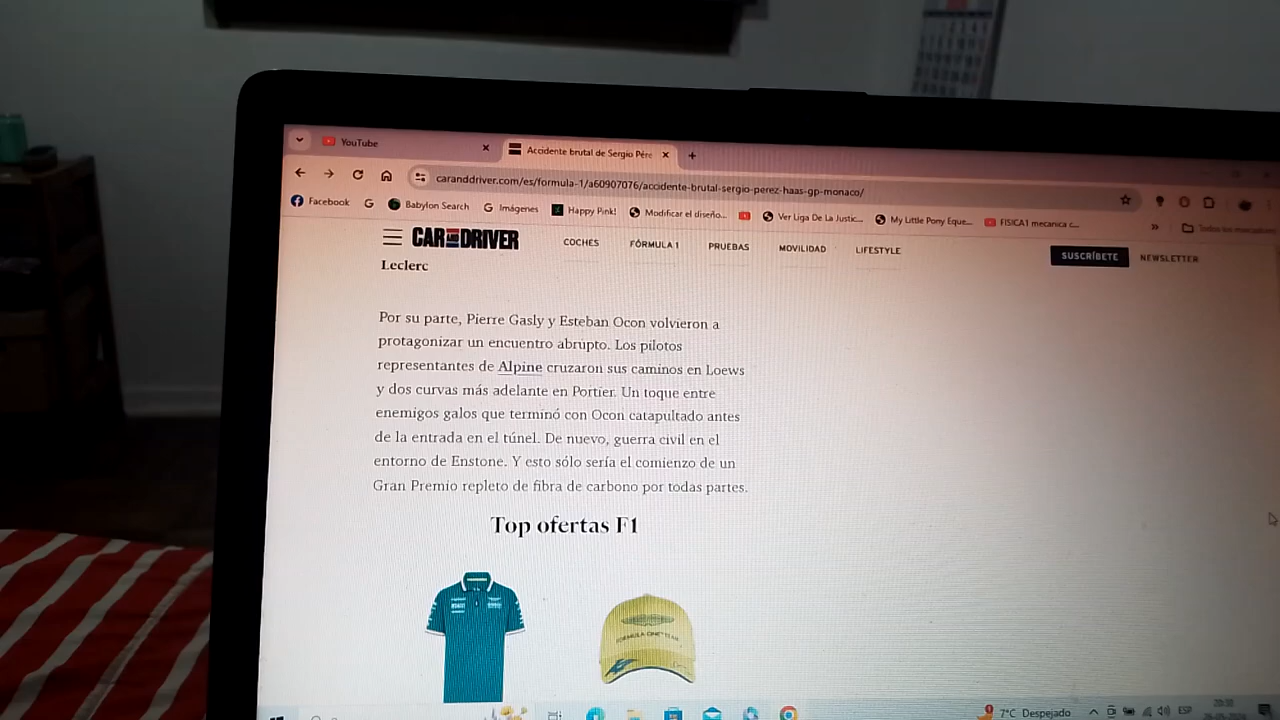 YouTube
Accidente brutal de Sergio Pére
caranddriver.com/es/formula-1/a60907076/accidente-brutal-sergio-perez-haas-gp-monaco/
Facebook
Babylon Search
Imágenes
Happy Pink!
Modificar el diseño...
Ver Liga De La Justic...
My Little Pony Eque...
FISICA1 mecanica c...
Todos los marcadores
CAR AND DRIVER
COCHES
FÓRMULA 1
PRUEBAS
MOVILIDAD
LIFESTYLE
SUSCRÍBETE
NEWSLETTER
Leclerc
Por su parte, Pierre Gasly y Esteban Ocon volvieron a
protagonizar un encuentro abrupto. Los pilotos
representantes de Alpine cruzaron sus caminos en Loews
y dos curvas más adelante en Portier. Un toque entre
enemigos galos que terminó con Ocon catapultado antes
de la entrada en el túnel. De nuevo, guerra civil en el
entorno de Enstone. Y esto sólo sería el comienzo de un
Gran Premio repleto de fibra de carbono por todas partes.
Top ofertas F1
7°C Despejado
ESP